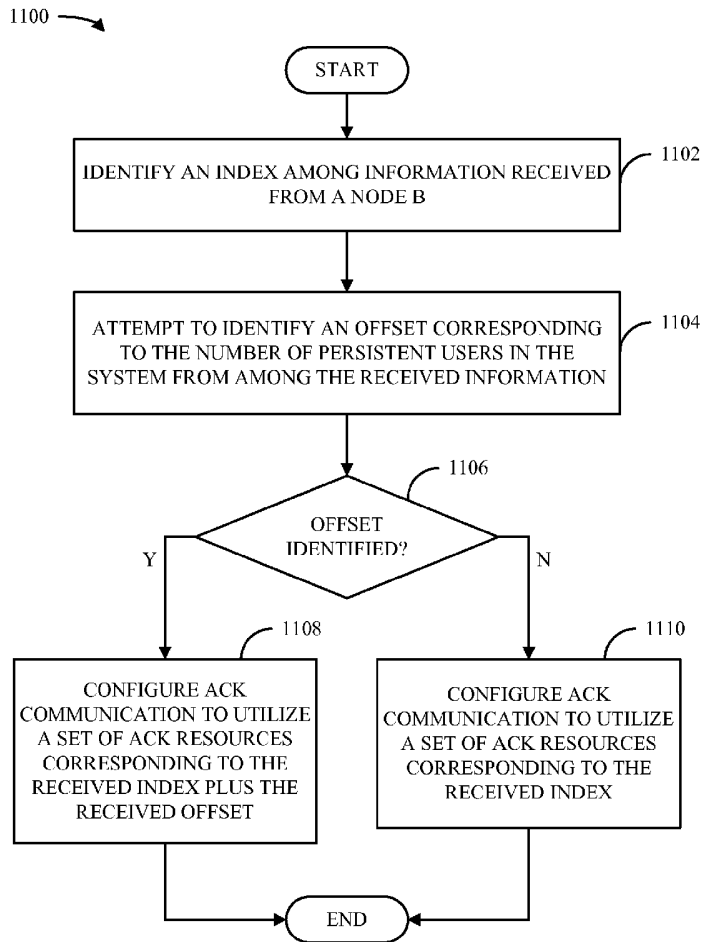 1100
START
IDENTIFY AN INDEX AMONG INFORMATION RECEIVED
FROM A NODE B
1102
ATTEMPT TO IDENTIFY AN OFFSET CORRESPONDING
TO THE NUMBER OF PERSISTENT USERS IN THE
SYSTEM FROM AMONG THE RECEIVED INFORMATION
1104
1106
OFFSET
IDENTIFIED?
Y
N
1108
CONFIGURE ACK
COMMUNICATION TO UTILIZE
A SET OF ACK RESOURCES
CORRESPONDING TO THE
RECEIVED INDEX PLUS THE
RECEIVED OFFSET
1110
CONFIGURE ACK
COMMUNICATION TO UTILIZE
A SET OF ACK RESOURCES
CORRESPONDING TO THE
RECEIVED INDEX
END